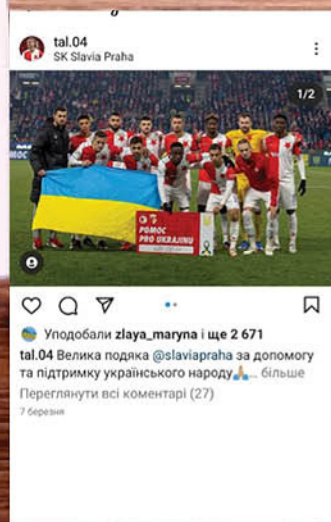 tal.04
SK Slavia Praha
1/2
POMOC
PRO UKRAJINU
Уподобали zlaya_maryna і ще 2 671
tal.04 Велика подяка @slaviapraha за допомогу
та підтримку українського народу🙏... більше
Переглянути всі коментарі (27)
7 березня